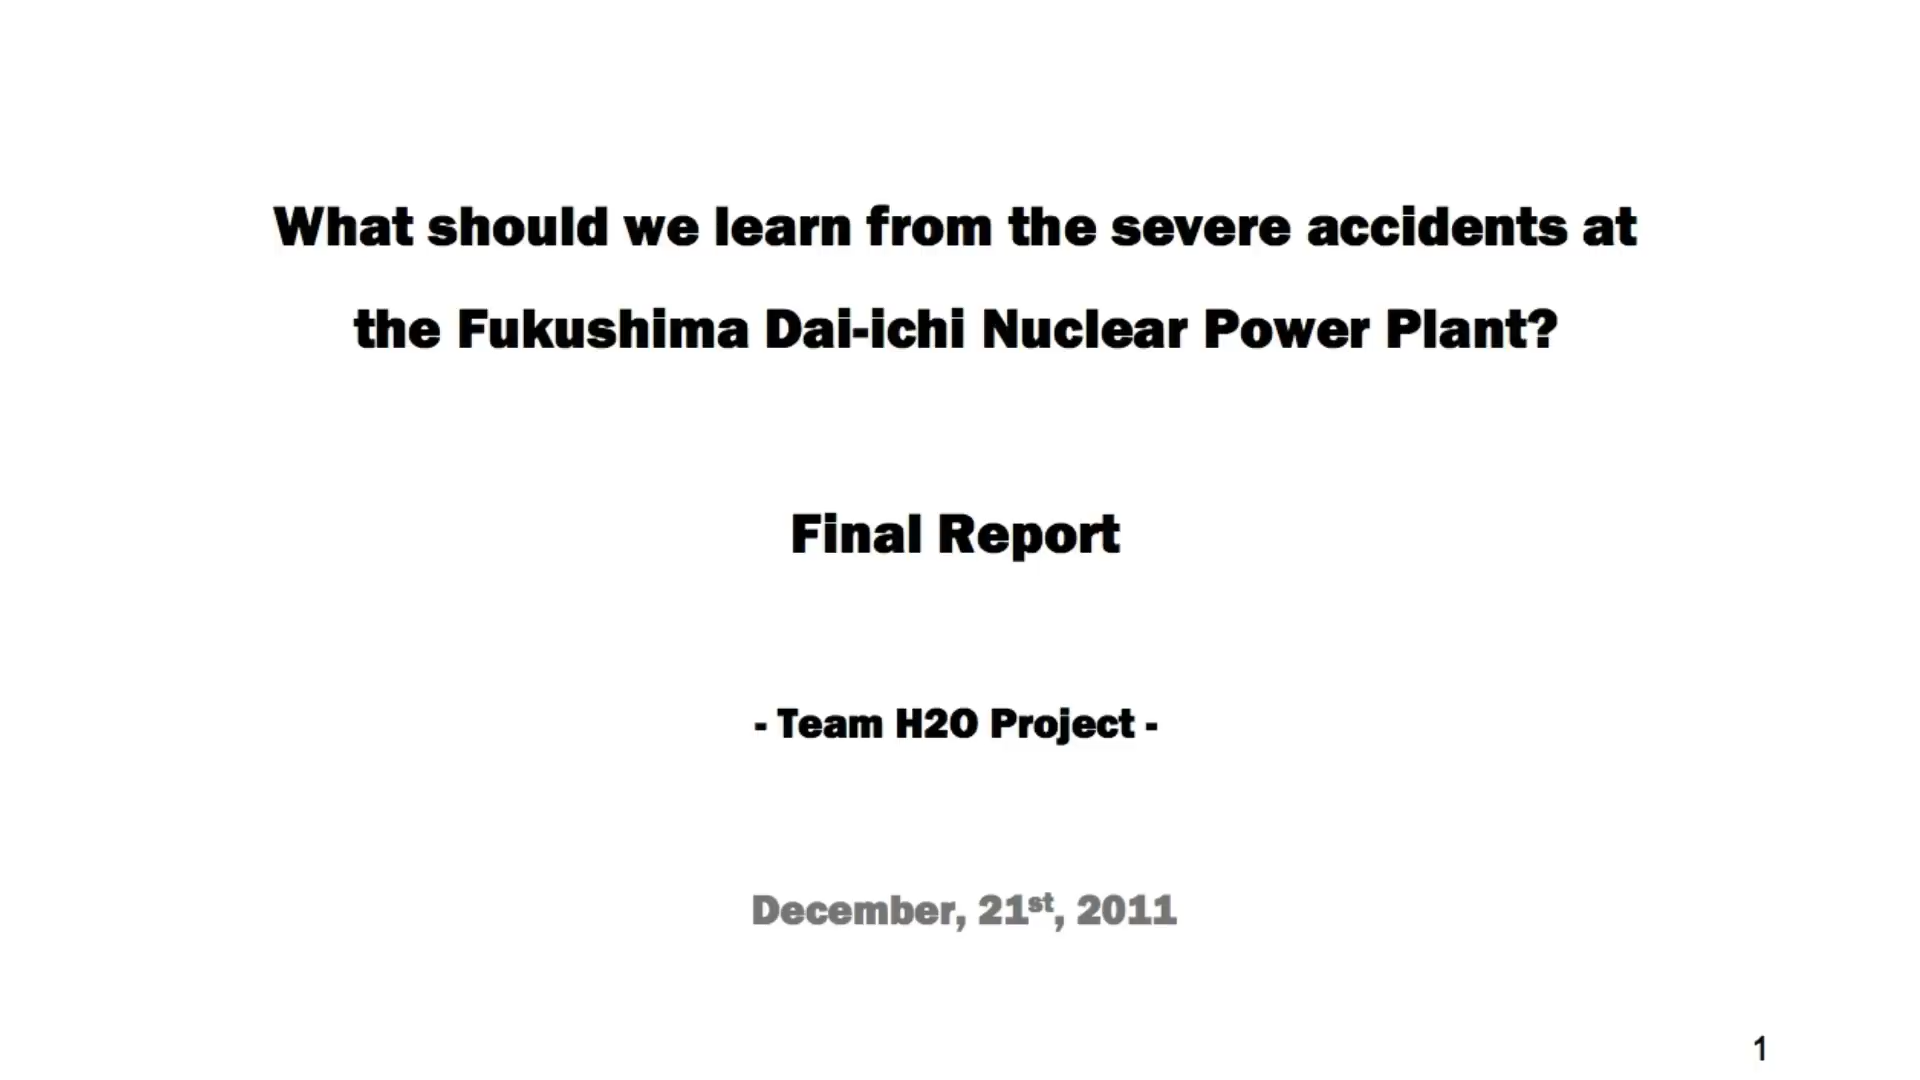 What should we learn from the severe accidents at
the Fukushima Dai-ichi Nuclear Power Plant?
Final Report
- Team H2O Project -
December, 21st, 2011
1